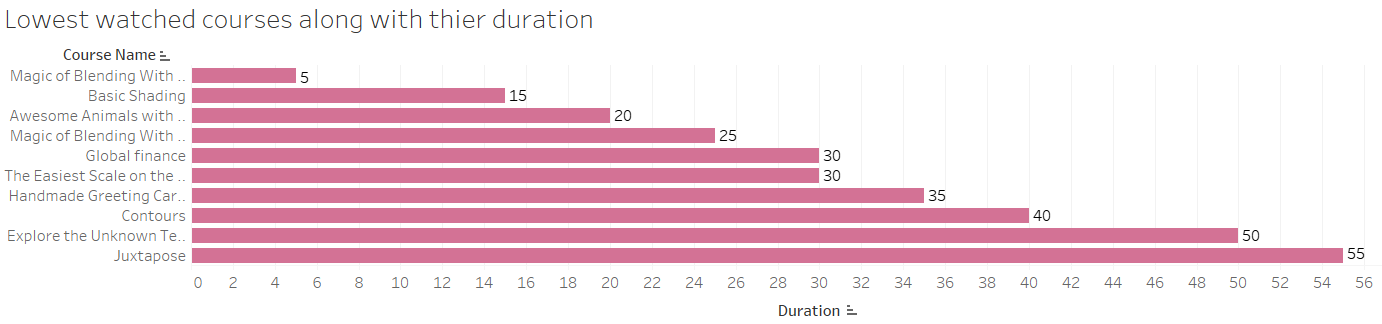 Lowest watched courses along with thier duration
Course Name
Magic of Blending With .. 5
Basic Shading 15
Awesome Animals with .. 20
Magic of Blending With .. 25
Global finance 30
The Easiest Scale on the .. 30
Handmade Greeting Car.. 35
Contours 40
Explore the Unknown Te.. 50
Juxtapose 55
0 2 4 6 8 10 12 14 16 18 20 22 24 26 28 30 32 34 36 38 40 42 44 46 48 50 52 54 56
Duration